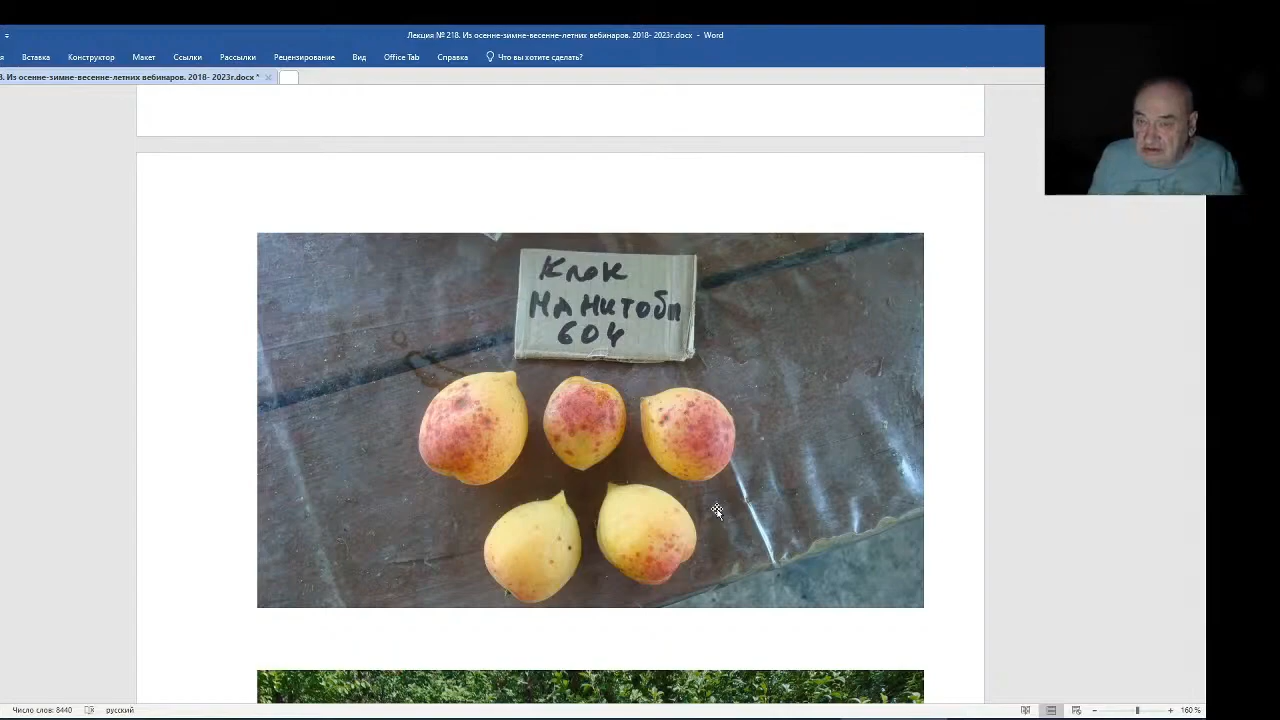 Лекция № 218. Из осенне-зимне-весенне-летних вебинаров. 2018- 2023г.docx - Word
Вставка Конструктор Макет Ссылки Рассылки Рецензирование Вид Office Tab Справка Что вы хотите сделать?
8. Из осенне-зимне-весенне-летних вебинаров. 2018- 2023г.docx *
Клок
Манитоби
604
Число слов: 8440 русский 160 %